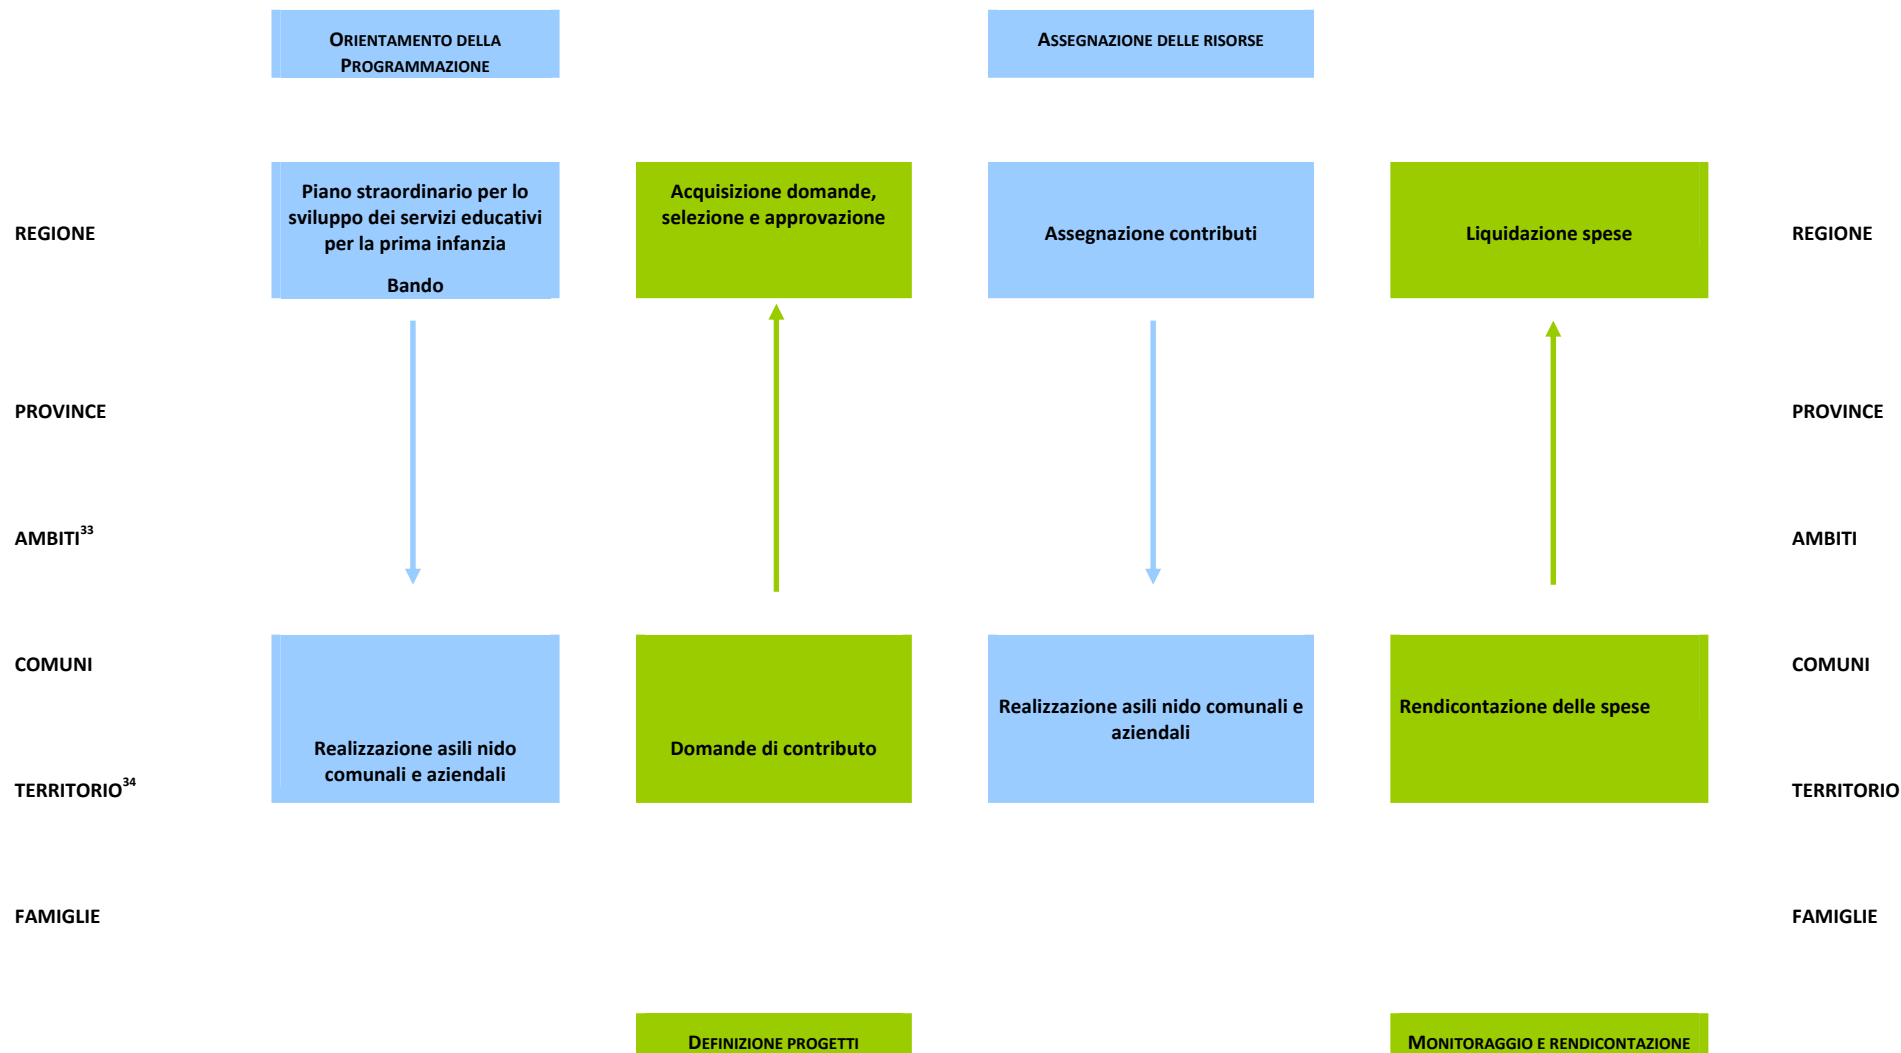 ORIENTAMENTO DELLA
PROGRAMMAZIONE
ASSEGNAZIONE DELLE RISORSE
REGIONE
Piano straordinario per lo
sviluppo dei servizi educativi
per la prima infanzia
Bando
Acquisizione domande,
selezione e approvazione
Assegnazione contributi
Liquidazione spese
REGIONE
PROVINCE
PROVINCE
AMBITI33
AMBITI
COMUNI
COMUNI
Realizzazione asili nido
comunali e aziendali
Domande di contributo
Realizzazione asili nido comunali e
aziendali
Rendicontazione delle spese
TERRITORIO34
TERRITORIO
FAMIGLIE
FAMIGLIE
DEFINIZIONE PROGETTI
MONITORAGGIO E RENDICONTAZIONE